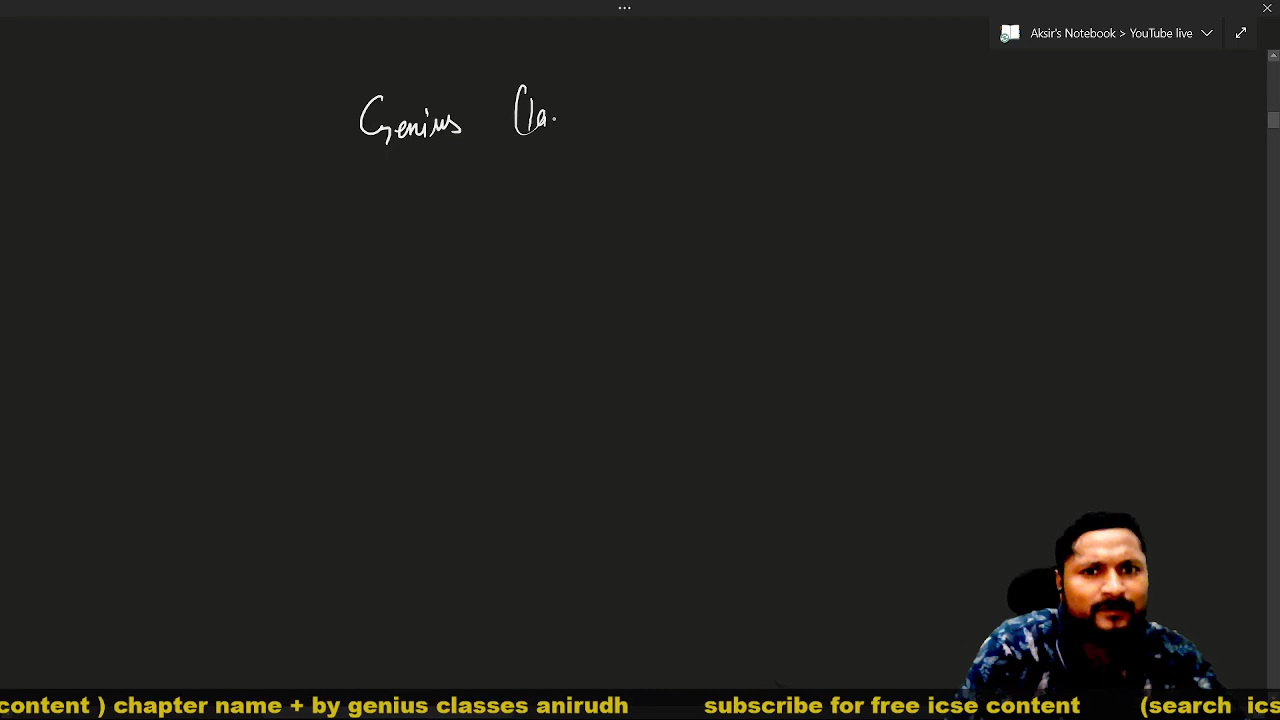 Aksir's Notebook > YouTube live
Genius Cla
content ) chapter name + by genius classes anirudh subscribe for free icse content (search ics